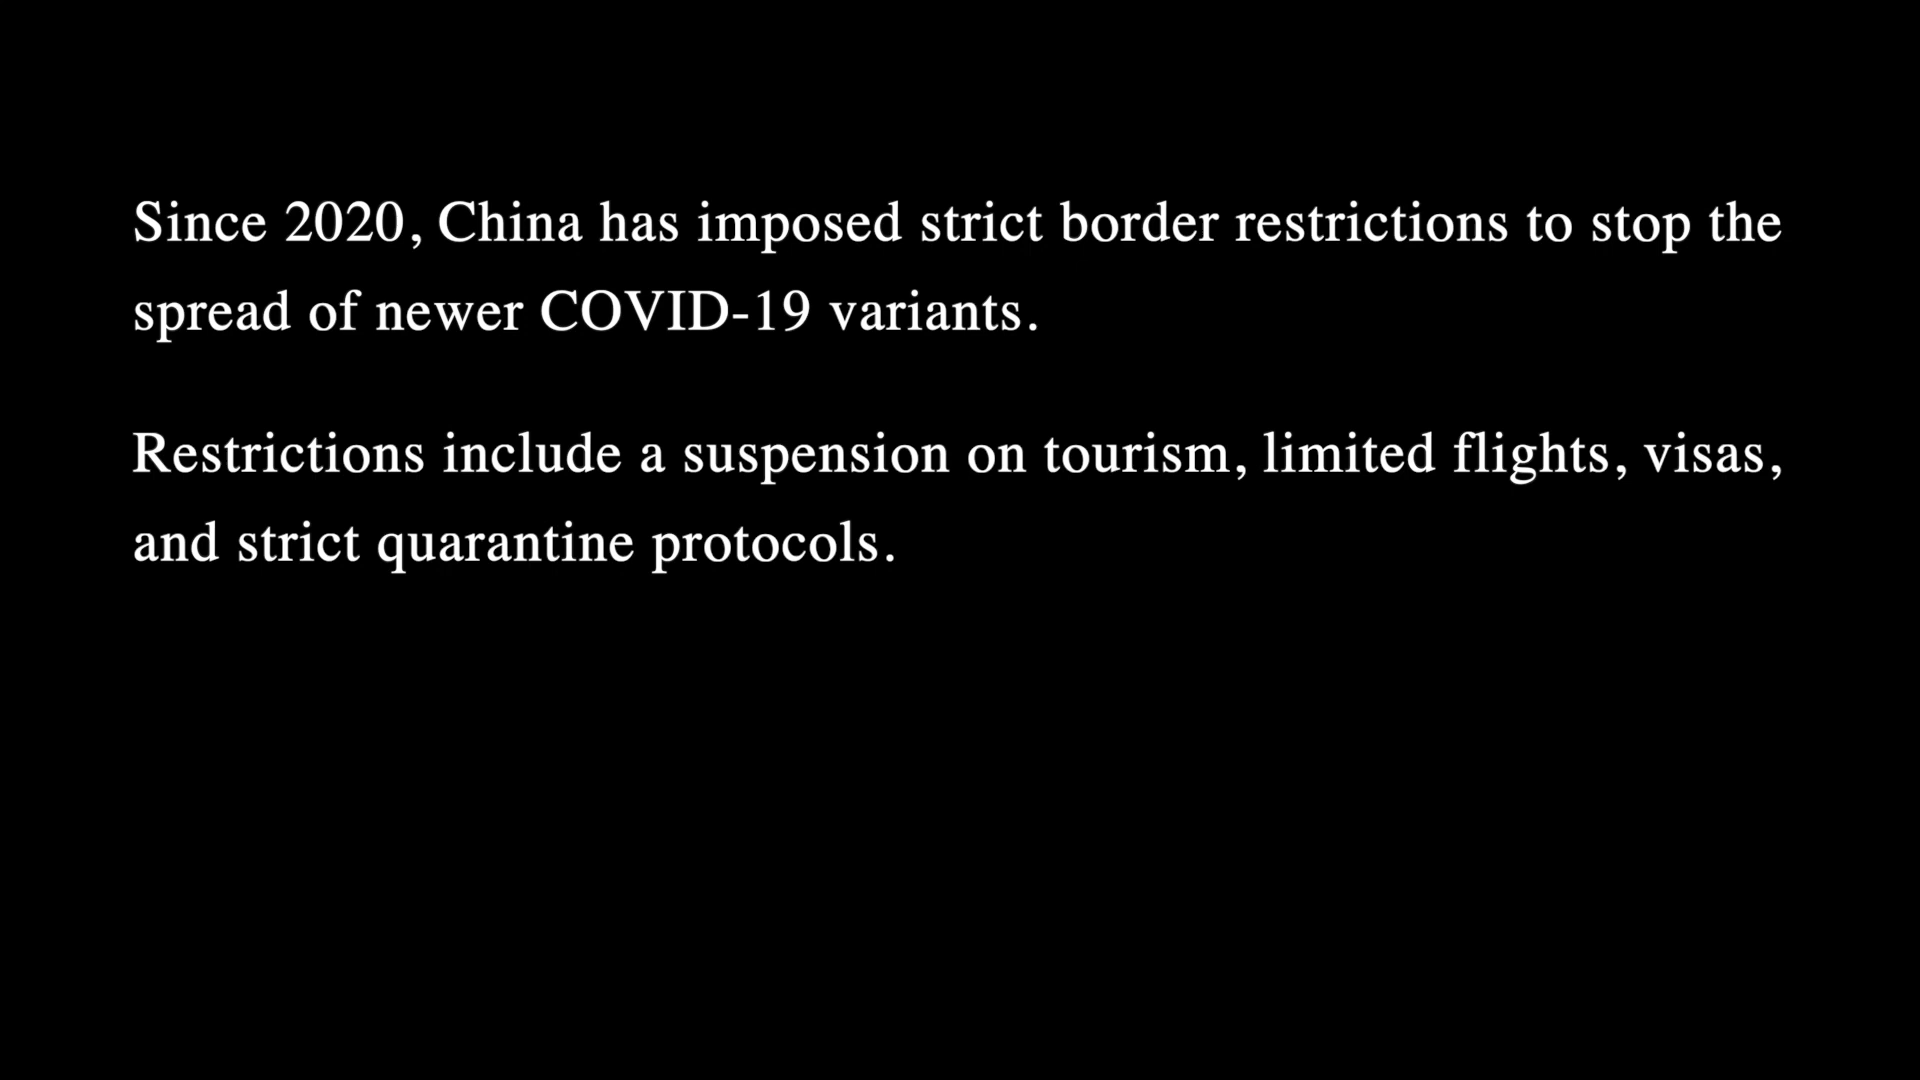 Since 2020, China has imposed strict border restrictions to stop the
spread of newer COVID-19 variants.
Restrictions include a suspension on tourism, limited flights, visas,
and strict quarantine protocols.